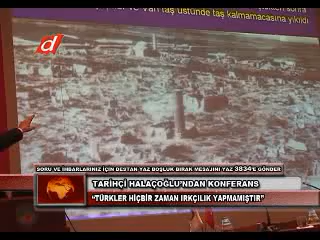 ve Van taş üstünde taş kalmamacasına yıkıldı
d
SORU VE İHBARLARINIZ İÇİN DESTAN YAZ BOŞLUK BIRAK MESAJINI YAZ 3834'E GÖNDER
TARİHÇİ HALAÇOĞLU'NDAN KONFERANS
"TÜRKLER HİÇBİR ZAMAN IRKÇILIK YAPMAMIŞTIR"